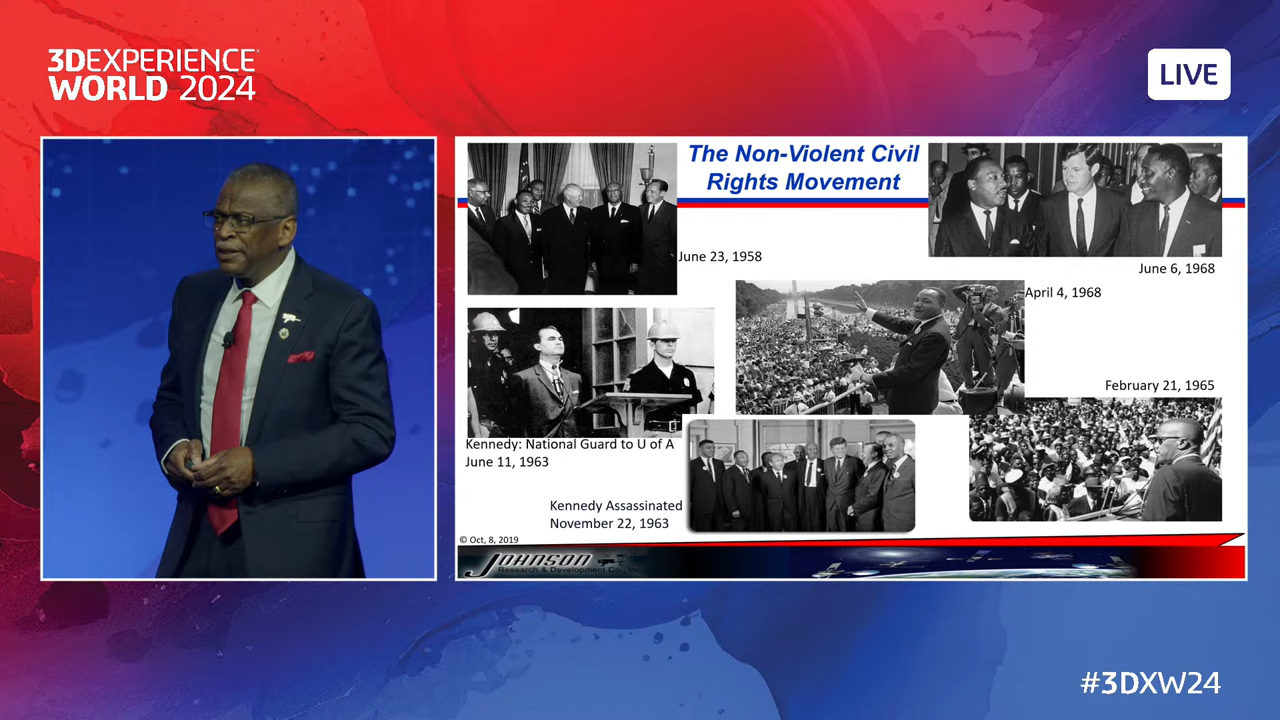 3DEXPERIENCE
WORLD 2024
LIVE
The Non-Violent Civil
Rights Movement
June 23, 1958
June 6, 1968
April 4, 1968
February 21, 1965
Kennedy: National Guard to U of A
June 11, 1963
Kennedy Assassinated
November 22, 1963
© Oct, 8, 2019
JOHNSON
Research & Development Co., Inc.
#3DXW24